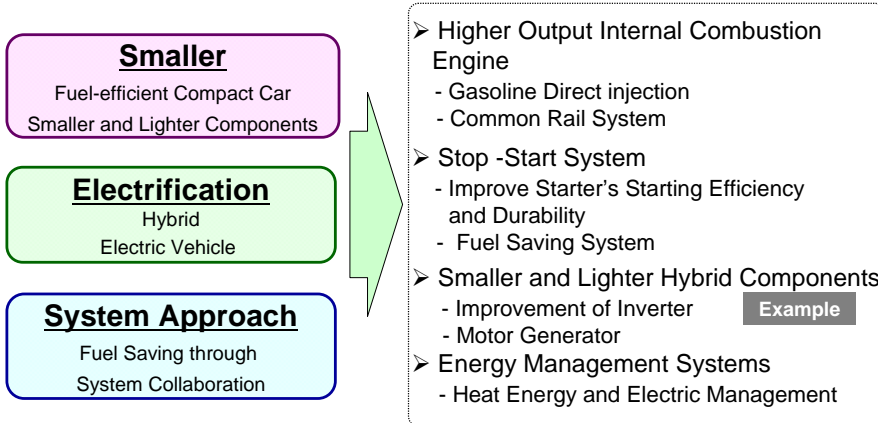 Smaller
Fuel-efficient Compact Car
Smaller and Lighter Components
Electrification
Hybrid
Electric Vehicle
System Approach
Fuel Saving through
System Collaboration
➢ Higher Output Internal Combustion
Engine
- Gasoline Direct injection
- Common Rail System
➢ Stop -Start System
- Improve Starter's Starting Efficiency
and Durability
- Fuel Saving System
➢ Smaller and Lighter Hybrid Components
- Improvement of Inverter
Example
- Motor Generator
➢ Energy Management Systems
- Heat Energy and Electric Management